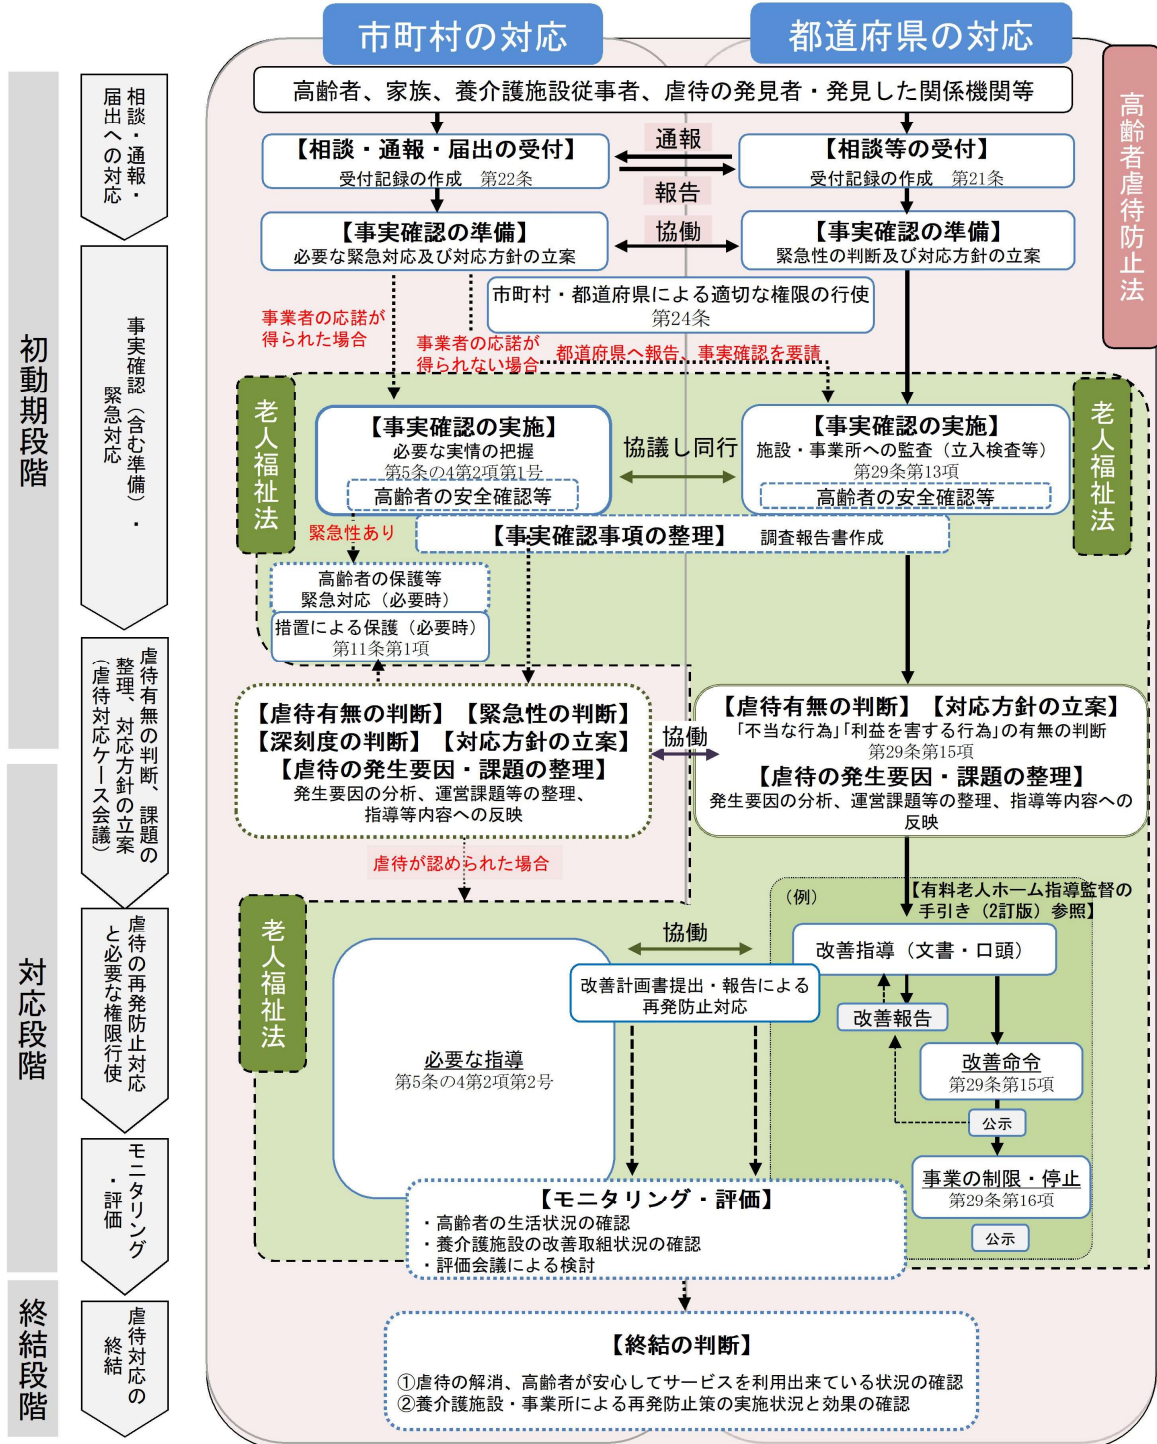 市町村の対応
都道府県の対応
高齢者虐待防止法
初動期段階
対応段階
終結段階
相談・通報・
届出への対応
事実確認（含む準備）・
緊急対応
虐待有無の判断、課題の
整理、対応方針の立案
（虐待対応ケース会議）
虐待の再発防止対応
と必要な権限行使
モニタリング
・評価
虐待対応の
終結
高齢者、家族、養介護施設従事者、虐待の発見者・発見した関係機関等
【相談・通報・届出の受付】
受付記録の作成　第22条
通報
報告
【相談等の受付】
受付記録の作成　第21条
【事実確認の準備】
必要な緊急対応及び対応方針の立案
協働
【事実確認の準備】
緊急性の判断及び対応方針の立案
市町村・都道府県による適切な権限の行使
第24条
事業者の応諾が
得られた場合
事業者の応諾が
得られない場合
都道府県へ報告、事実確認を要請
老人福祉法
老人福祉法
【事実確認の実施】
必要な実情の把握
第5条の4第2項第1号
高齢者の安全確認等
協議し同行
【事実確認の実施】
施設・事業所への監査（立入検査等）
第29条第13項
高齢者の安全確認等
【事実確認事項の整理】　調査報告書作成
緊急性あり
高齢者の保護等
緊急対応（必要時）
措置による保護（必要時）
第11条第1項
【虐待有無の判断】【緊急性の判断】
【深刻度の判断】【対応方針の立案】
【虐待の発生要因・課題の整理】
発生要因の分析、運営課題等の整理、
指導等内容への反映
協働
【虐待有無の判断】【対応方針の立案】
「不当な行為」「利益を害する行為」の有無の判断
第29条第15項
【虐待の発生要因・課題の整理】
発生要因の分析、運営課題等の整理、指導等内容への
反映
虐待が認められた場合
老人福祉法
必要な指導
第5条の4第2項第2号
協働
改善計画書提出・報告による
再発防止対応
（例）
【有料老人ホーム指導監督の
手引き（2訂版）参照】
改善指導（文書・口頭）
改善報告
改善命令
第29条第15項
公示
事業の制限・停止
第29条第16項
公示
【モニタリング・評価】
・高齢者の生活状況の確認
・養介護施設の改善取組状況の確認
・評価会議による検討
【終結の判断】
①虐待の解消、高齢者が安心してサービスを利用出来ている状況の確認
②養介護施設・事業所による再発防止策の実施状況と効果の確認